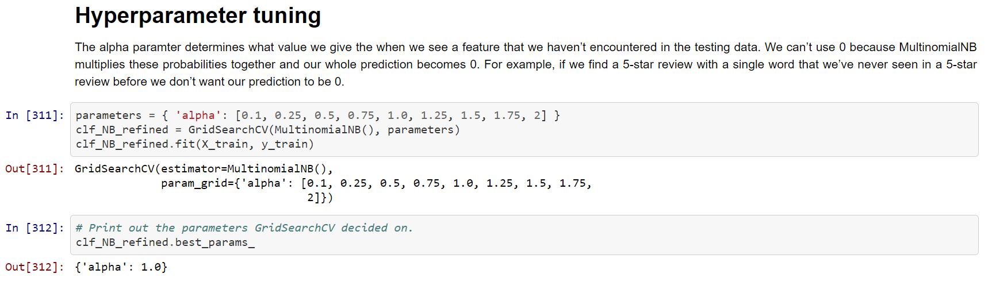 Hyperparameter tuning
The alpha paramter determines what value we give the when we see a feature that we haven’t encountered in the testing data. We can’t use 0 because MultinomialNB
multiplies these probabilities together and our whole prediction becomes 0. For example, if we find a 5-star review with a single word that we’ve never seen in a 5-star
review before we don’t want our prediction to be 0.
In [311]: parameters = { 'alpha': [0.1, 0.25, 0.5, 0.75, 1.0, 1.25, 1.5, 1.75, 2] }
clf_NB_refined = GridSearchCV(MultinomialNB(), parameters)
clf_NB_refined.fit(X_train, y_train)
Out[311]: GridSearchCV(estimator=MultinomialNB(),
param_grid={'alpha': [0.1, 0.25, 0.5, 0.75, 1.0, 1.25, 1.5, 1.75,
2]})
In [312]: # Print out the parameters GridSearchCV decided on.
clf_NB_refined.best_params_
Out[312]: {'alpha': 1.0}